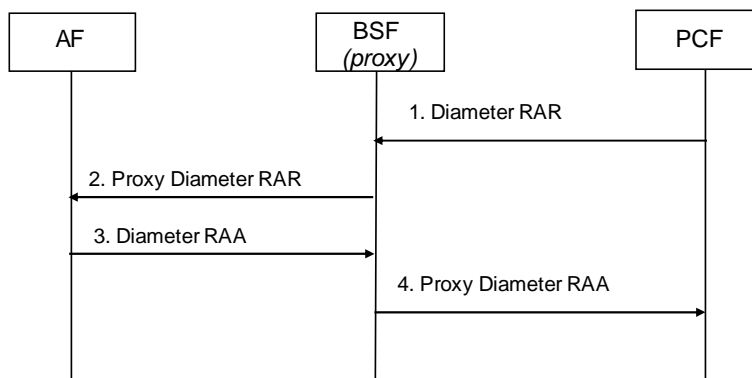 AF
BSF
(proxy)
PCF
1. Diameter RAR
2. Proxy Diameter RAR
3. Diameter RAA
4. Proxy Diameter RAA